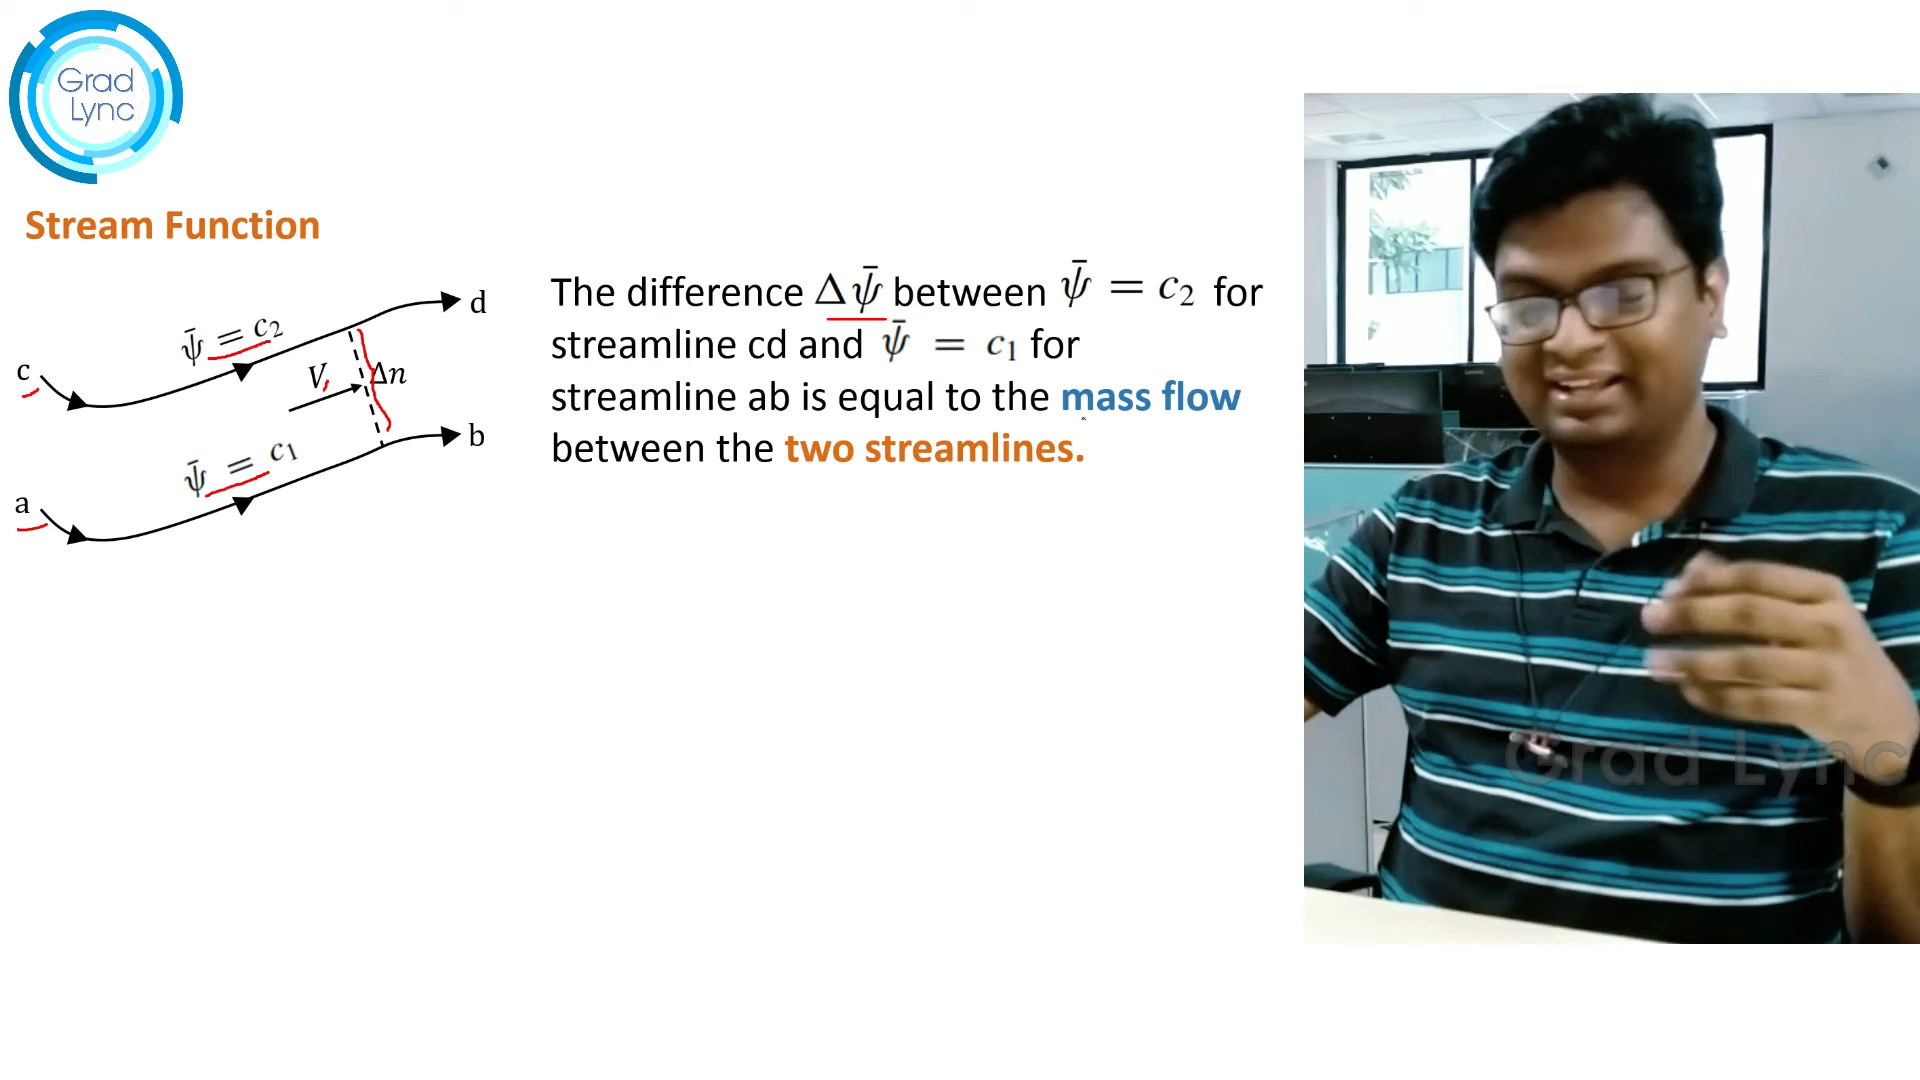 Grad
Lync
Stream Function
The difference Δψ̄ between ψ̄ = c₂ for
streamline cd and ψ̄ = c₁ for
streamline ab is equal to the mass flow
between the two streamlines.
d
ψ̄ = c₂
c
V
Δn
b
ψ̄ = c₁
a
Grad Lync